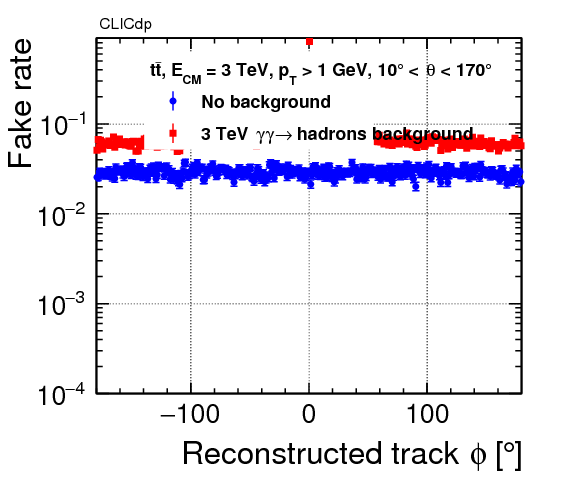 CLICdp
Fake rate
tt̄, E_CM = 3 TeV, p_T > 1 GeV, 10° < θ < 170°
No background
3 TeV γγ→ hadrons background
10⁻¹
10⁻²
10⁻³
10⁻⁴
−100 0 100
Reconstructed track ϕ [°]